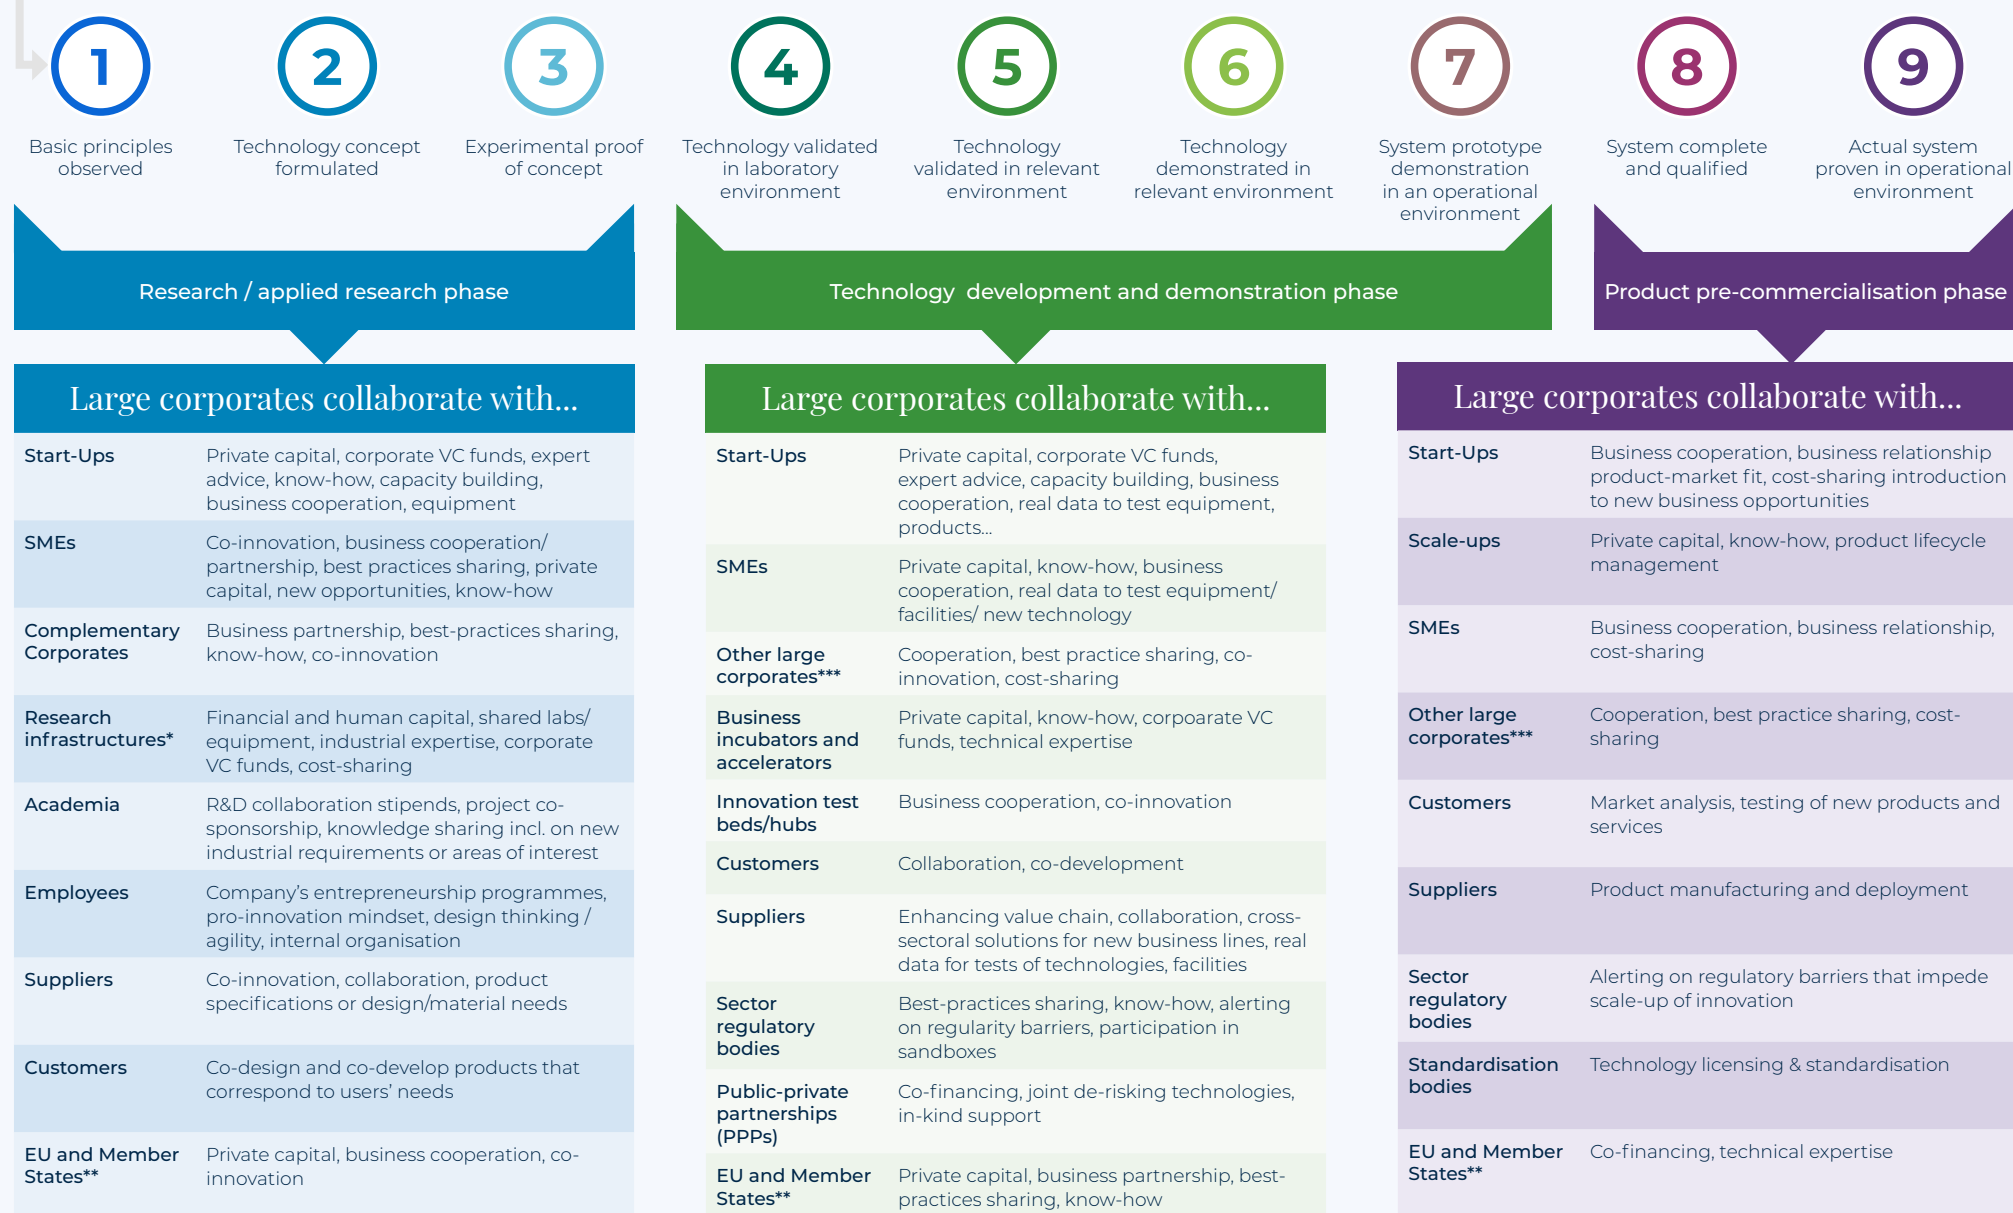 1
2
3
4
5
6
7
8
9
Basic principles
observed
Technology concept
formulated
Experimental proof
of concept
Technology validated
in laboratory
environment
Technology
validated in relevant
environment
Technology
demonstrated in
relevant environment
System prototype
demonstration
in an operational
environment
System complete
and qualified
Actual system
proven in operational
environment
Research / applied research phase
Technology development and demonstration phase
Product pre-commercialisation phase
Large corporates collaborate with...
Start-Ups
Private capital, corporate VC funds, expert
advice, know-how, capacity building,
business cooperation, equipment
SMEs
Co-innovation, business cooperation/
partnership, best practices sharing, private
capital, new opportunities, know-how
Complementary
Corporates
Business partnership, best-practices sharing,
know-how, co-innovation
Research
infrastructures*
Financial and human capital, shared labs/
equipment, industrial expertise, corporate
VC funds, cost-sharing
Academia
R&D collaboration stipends, project co-
sponsorship, knowledge sharing incl. on new
industrial requirements or areas of interest
Employees
Company's entrepreneurship programmes,
pro-innovation mindset, design thinking /
agility, internal organisation
Suppliers
Co-innovation, collaboration, product
specifications or design/material needs
Customers
Co-design and co-develop products that
correspond to users' needs
EU and Member
States**
Private capital, business cooperation, co-
innovation
Large corporates collaborate with...
Start-Ups
Private capital, corporate VC funds,
expert advice, capacity building, business
cooperation, real data to test equipment,
products...
SMEs
Private capital, know-how, business
cooperation, real data to test equipment/
facilities/ new technology
Other large
corporates***
Cooperation, best practice sharing, co-
innovation, cost-sharing
Business
incubators and
accelerators
Private capital, know-how, corpoarate VC
funds, technical expertise
Innovation test
beds/hubs
Business cooperation, co-innovation
Customers
Collaboration, co-development
Suppliers
Enhancing value chain, collaboration, cross-
sectoral solutions for new business lines, real
data for tests of technologies, facilities
Sector
regulatory
bodies
Best-practices sharing, know-how, alerting
on regularity barriers, participation in
sandboxes
Public-private
partnerships
(PPPs)
Co-financing, joint de-risking technologies,
in-kind support
EU and Member
States**
Private capital, business partnership, best-
practices sharing, know-how
Large corporates collaborate with...
Start-Ups
Business cooperation, business relationship
product-market fit, cost-sharing introduction
to new business opportunities
Scale-ups
Private capital, know-how, product lifecycle
management
SMEs
Business cooperation, business relationship,
cost-sharing
Other large
corporates***
Cooperation, best practice sharing, cost-
sharing
Customers
Market analysis, testing of new products and
services
Suppliers
Product manufacturing and deployment
Sector
regulatory
bodies
Alerting on regulatory barriers that impede
scale-up of innovation
Standardisation
bodies
Technology licensing & standardisation
EU and Member
States**
Co-financing, technical expertise